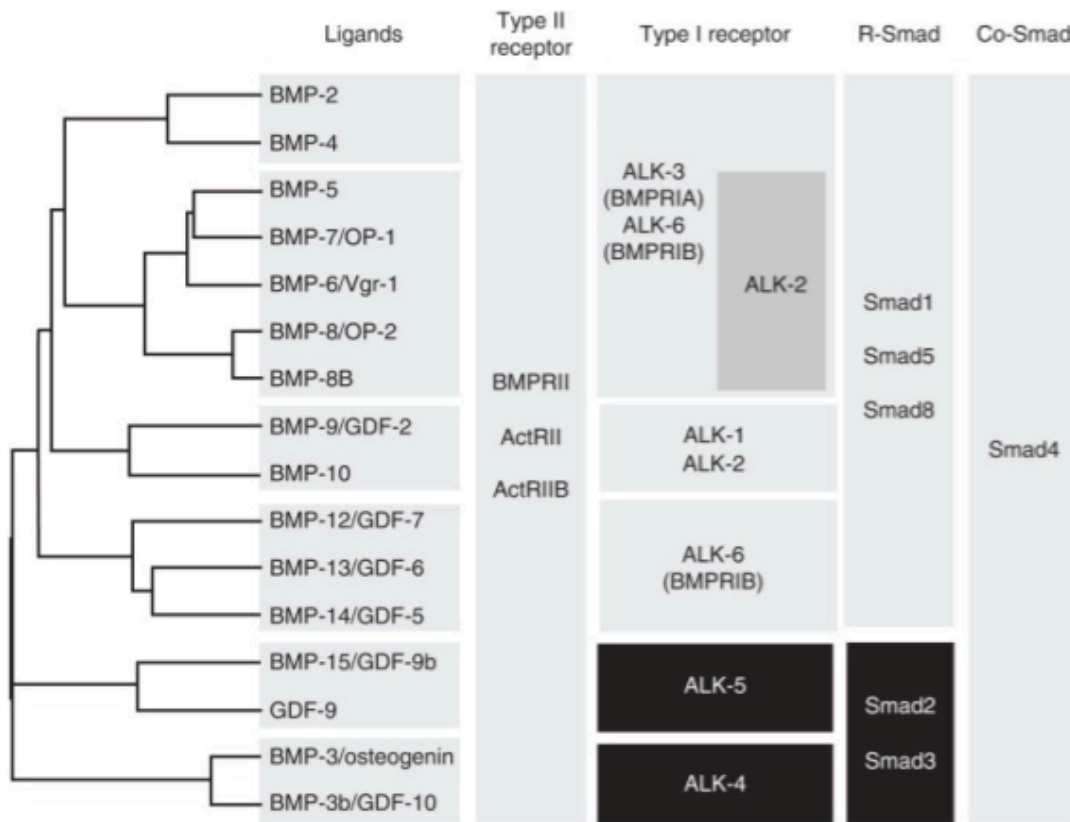 Ligands
Type II
receptor
Type I receptor
R-Smad
Co-Smad
BMP-2
BMP-4
BMP-5
BMP-7/OP-1
BMP-6/Vgr-1
BMP-8/OP-2
BMP-8B
BMP-9/GDF-2
BMP-10
BMP-12/GDF-7
BMP-13/GDF-6
BMP-14/GDF-5
BMP-15/GDF-9b
GDF-9
BMP-3/osteogenin
BMP-3b/GDF-10
BMPRII
ActRII
ActRIIB
ALK-3
(BMPRIA)
ALK-6
(BMPRIB)
ALK-2
ALK-1
ALK-2
ALK-6
(BMPRIB)
ALK-5
ALK-4
Smad1
Smad5
Smad8
Smad2
Smad3
Smad4